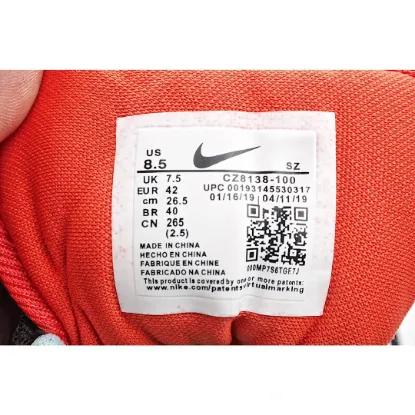 US
8.5
SZ
UK 7.5
EUR 42
cm 26.5
BR 40
CN 265
(2.5)
CZ8138-100
UPC 00193145530317
01/16/19 04/11/19
MADE IN CHINA
HECHO EN CHINA
FABRIQUE EN CHINE
FABRICADO NA CHINA
000MP7S6TGE7J
This product is covered by one or more patents:
www.nike.com/patentsvirtualmarking